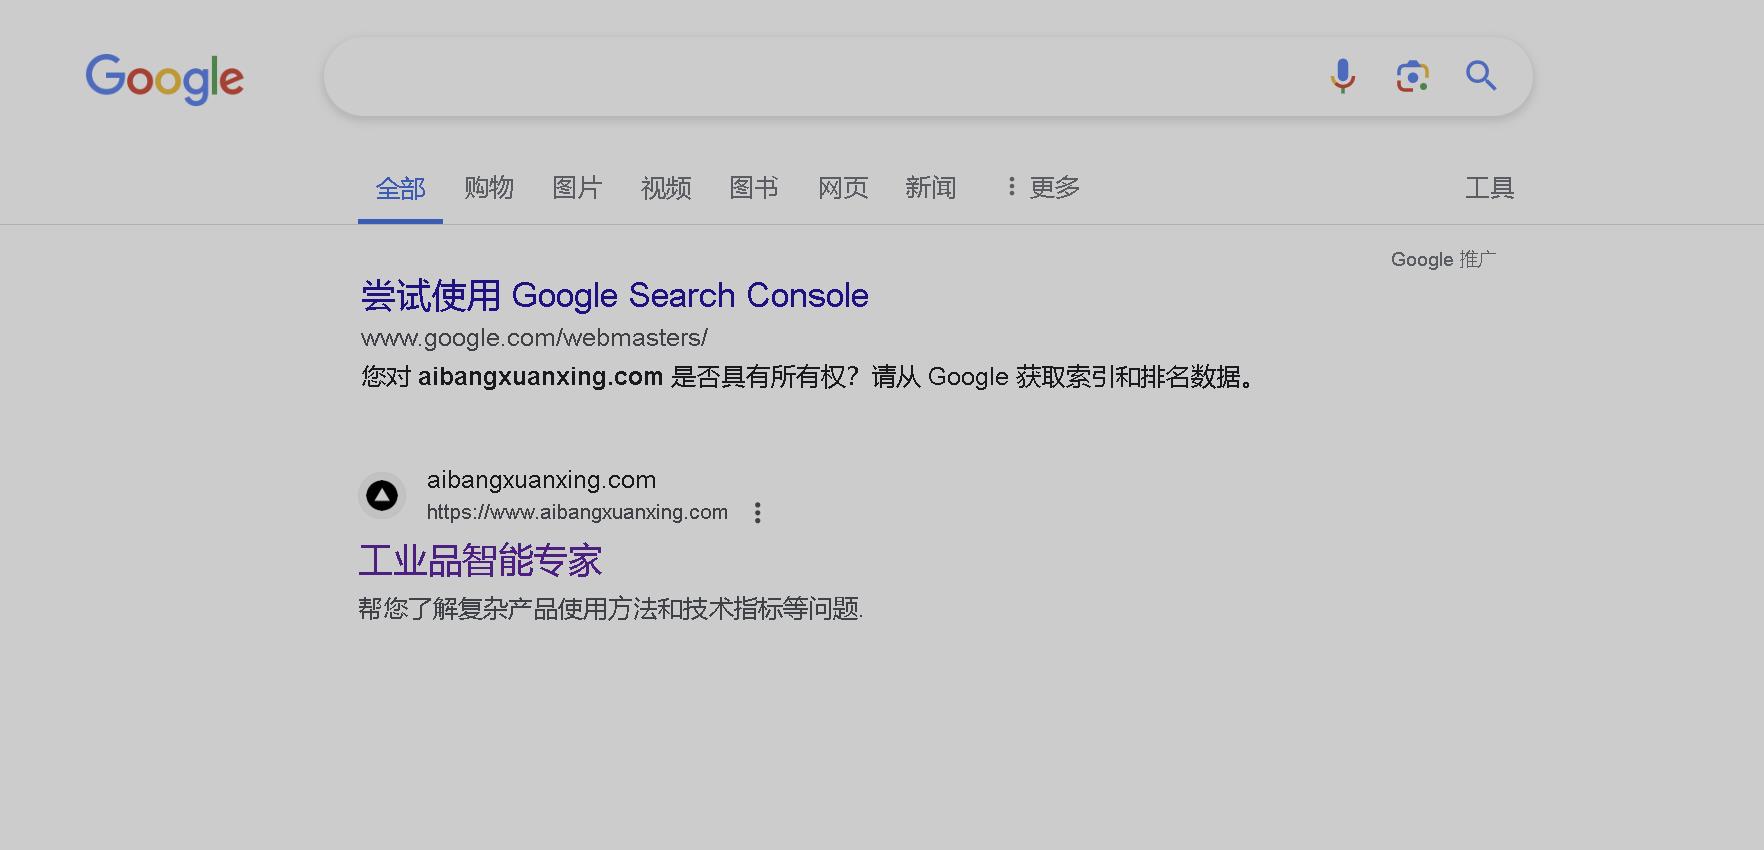 Google
全部 购物 图片 视频 图书 网页 新闻 更多 工具
Google 推广
尝试使用 Google Search Console
www.google.com/webmasters/
您对 aibangxuanxing.com 是否具有所有权？请从 Google 获取索引和排名数据。
aibangxuanxing.com
https://www.aibangxuanxing.com
工业品智能专家
帮您了解复杂产品使用方法和技术指标等问题.